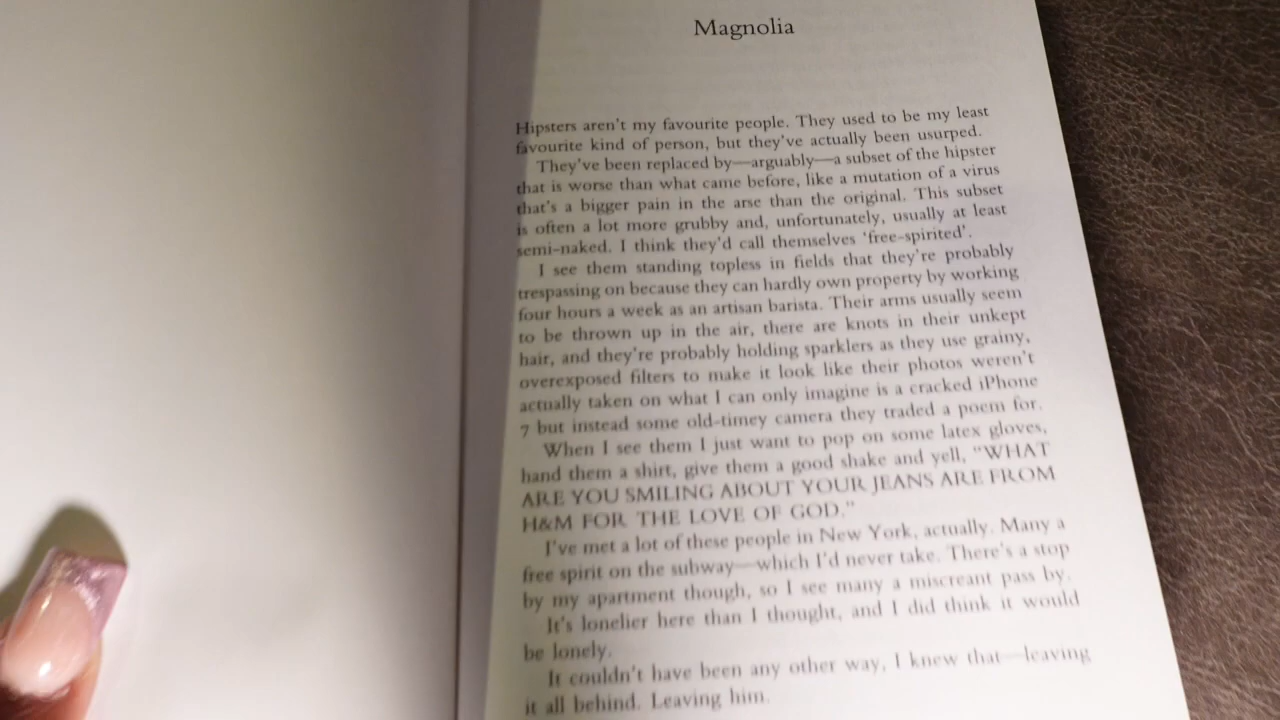 Magnolia
Hipsters aren't my favourite people. They used to be my least
favourite kind of person, but they've actually been usurped.
They've been replaced by—arguably—a subset of the hipster
that is worse than what came before, like a mutation of a virus
that's a bigger pain in the arse than the original. This subset
is often a lot more grubby and, unfortunately, usually at least
semi-naked. I think they'd call themselves 'free-spirited'.
I see them standing topless in fields that they're probably
trespassing on because they can hardly own property by working
four hours a week as an artisan barista. Their arms usually seem
to be thrown up in the air, there are knots in their unkept
hair, and they're probably holding sparklers as they use grainy,
overexposed filters to make it look like their photos weren't
actually taken on what I can only imagine is a cracked iPhone
7 but instead some old-timey camera they traded a poem for.
When I see them I just want to pop on some latex gloves,
hand them a shirt, give them a good shake and yell, "WHAT
ARE YOU SMILING ABOUT YOUR JEANS ARE FROM
H&M FOR THE LOVE OF GOD."
I've met a lot of these people in New York, actually. Many a
free spirit on the subway—which I'd never take. There's a stop
by my apartment though, so I see many a miscreant pass by.
It's lonelier here than I thought, and I did think it would
be lonely.
It couldn't have been any other way, I knew that—leaving
it all behind. Leaving him.